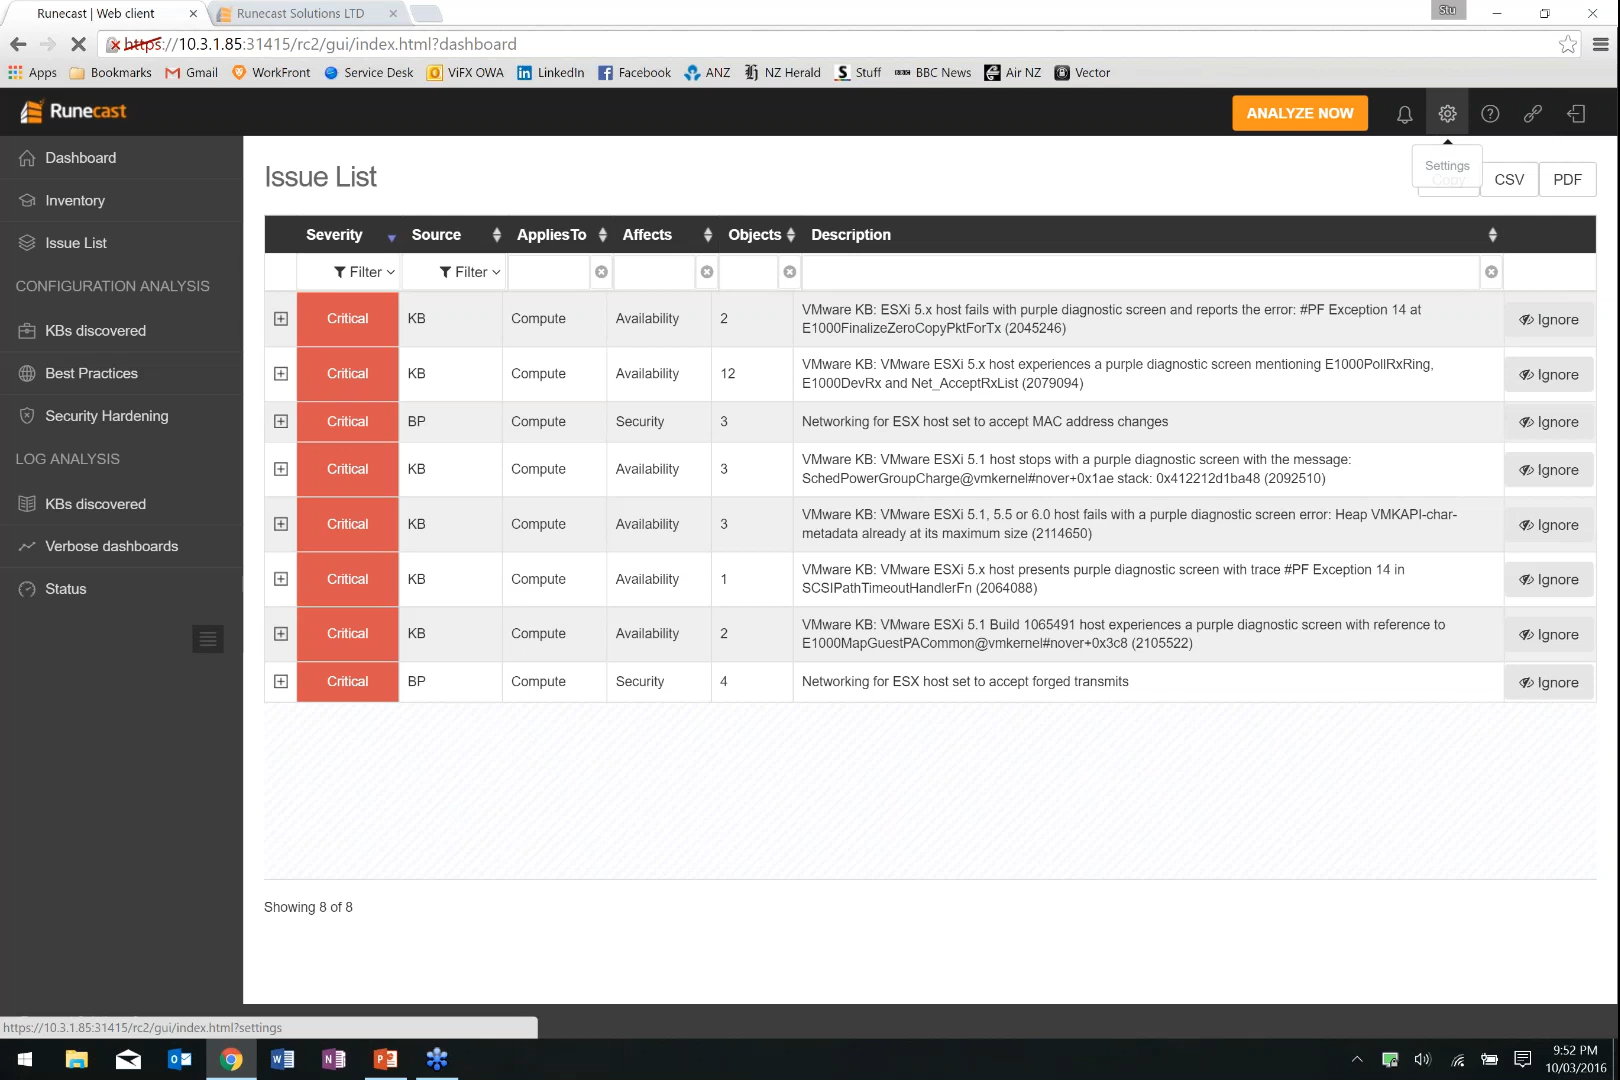 Runecast | Web client
Runecast Solutions LTD
Stu
https://10.3.1.85:31415/rc2/gui/index.html?dashboard
Apps Bookmarks Gmail WorkFront Service Desk ViFX OWA LinkedIn Facebook ANZ NZ Herald Stuff BBC News Air NZ Vector
Runecast
ANALYZE NOW
Dashboard
Inventory
Issue List
CONFIGURATION ANALYSIS
KBs discovered
Best Practices
Security Hardening
LOG ANALYSIS
KBs discovered
Verbose dashboards
Status
Issue List
Settings
Copy CSV PDF
Severity Source AppliesTo Affects Objects Description
Filter Filter
Critical KB Compute Availability 2 VMware KB: ESXi 5.x host fails with purple diagnostic screen and reports the error: #PF Exception 14 at
E1000FinalizeZeroCopyPktForTx (2045246) Ignore
Critical KB Compute Availability 12 VMware KB: VMware ESXi 5.x host experiences a purple diagnostic screen mentioning E1000PollRxRing,
E1000DevRx and Net_AcceptRxList (2079094) Ignore
Critical BP Compute Security 3 Networking for ESX host set to accept MAC address changes Ignore
Critical KB Compute Availability 3 VMware KB: VMware ESXi 5.1 host stops with a purple diagnostic screen with the message:
SchedPowerGroupCharge@vmkernel#nover+0x1ae stack: 0x412212d1ba48 (2092510) Ignore
Critical KB Compute Availability 3 VMware KB: VMware ESXi 5.1, 5.5 or 6.0 host fails with a purple diagnostic screen error: Heap VMKAPI-char-
metadata already at its maximum size (2114650) Ignore
Critical KB Compute Availability 1 VMware KB: VMware ESXi 5.x host presents purple diagnostic screen with trace #PF Exception 14 in
SCSIPathTimeoutHandlerFn (2064088) Ignore
Critical KB Compute Availability 2 VMware KB: VMware ESXi 5.1 Build 1065491 host experiences a purple diagnostic screen with reference to
E1000MapGuestPACommon@vmkernel#nover+0x3c8 (2105522) Ignore
Critical BP Compute Security 4 Networking for ESX host set to accept forged transmits Ignore
Showing 8 of 8
https://10.3.1.85:31415/rc2/gui/index.html?settings
9:52 PM
10/03/2016